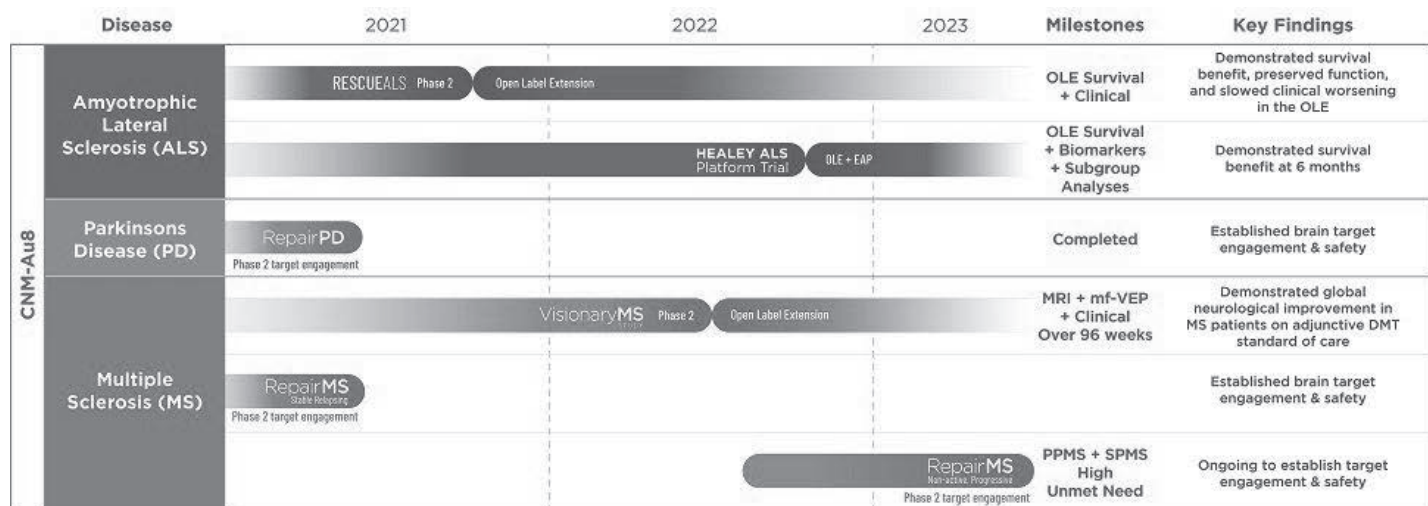 Disease 2021 2022 2023 Milestones Key Findings
CNM-Au8
Amyotrophic
Lateral
Sclerosis (ALS)
RESCUEALS Phase 2
Open Label Extension
OLE Survival
+ Clinical
Demonstrated survival
benefit, preserved function,
and slowed clinical worsening
in the OLE
HEALEY ALS
Platform Trial
OLE + EAP
OLE Survival
+ Biomarkers
+ Subgroup
Analyses
Demonstrated survival
benefit at 6 months
Parkinsons
Disease (PD)
RepairPD
Phase 2 target engagement
Completed
Established brain target
engagement & safety
Multiple
Sclerosis (MS)
VisionaryMS Phase 2
STUDY
Open Label Extension
MRI + mf-VEP
+ Clinical
Over 96 weeks
Demonstrated global
neurological improvement in
MS patients on adjunctive DMT
standard of care
RepairMS
Stable Relapsing
Phase 2 target engagement
Established brain target
engagement & safety
RepairMS
Non-active, Progressive
Phase 2 target engagement
PPMS + SPMS
High
Unmet Need
Ongoing to establish target
engagement & safety